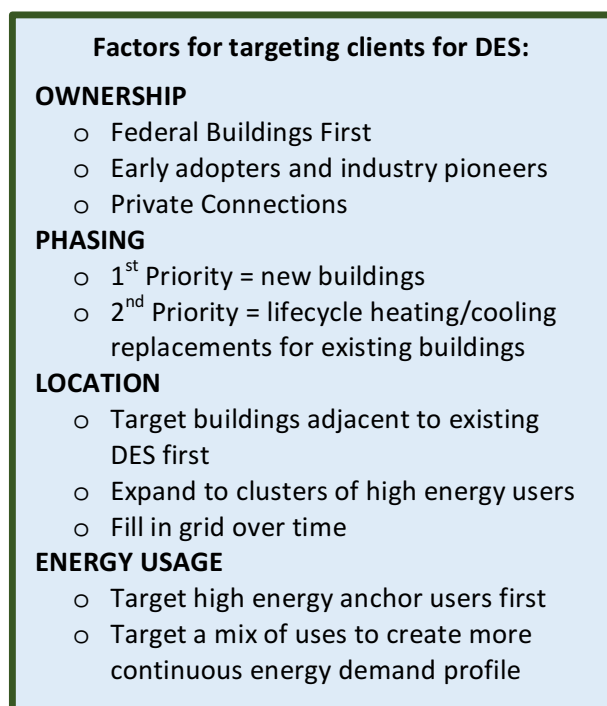 Factors for targeting clients for DES:
OWNERSHIP
o Federal Buildings First
o Early adopters and industry pioneers
o Private Connections
PHASING
o 1st Priority = new buildings
o 2nd Priority = lifecycle heating/cooling
replacements for existing buildings
LOCATION
o Target buildings adjacent to existing
DES first
o Expand to clusters of high energy users
o Fill in grid over time
ENERGY USAGE
o Target high energy anchor users first
o Target a mix of uses to create more
continuous energy demand profile